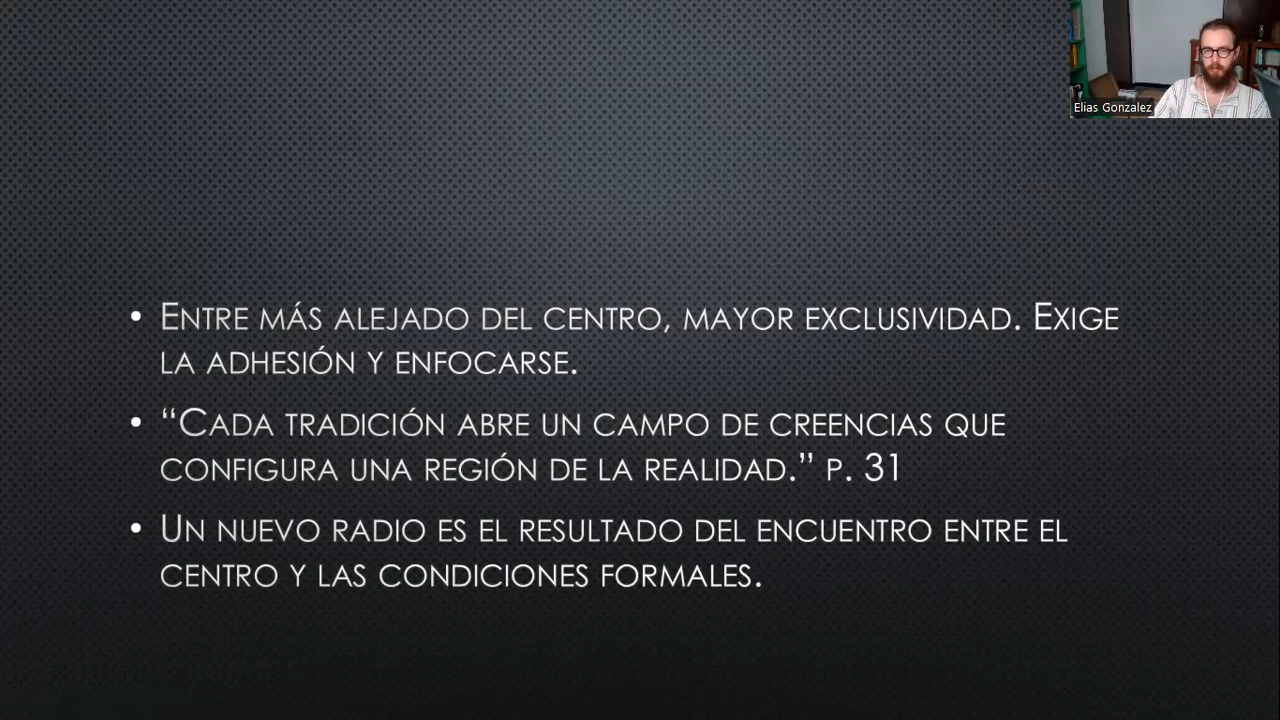 Elias Gonzalez
• Entre más alejado del centro, mayor exclusividad. Exige
la adhesión y enfocarse.
• “Cada tradición abre un campo de creencias que
configura una región de la realidad.” p. 31
• Un nuevo radio es el resultado del encuentro entre el
centro y las condiciones formales.